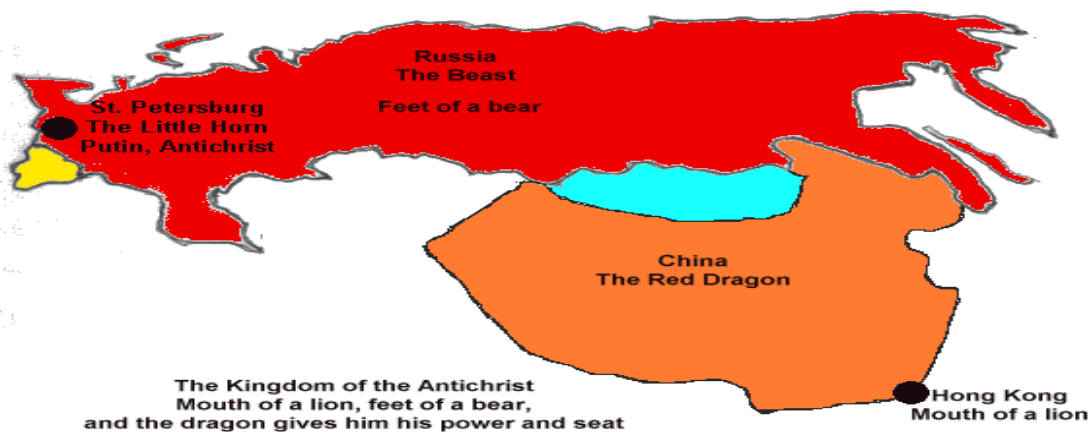 Russia
The Beast
Feet of a bear
St. Petersburg
The Little Horn
Putin, Antichrist
China
The Red Dragon
The Kingdom of the Antichrist
Mouth of a lion, feet of a bear,
and the dragon gives him his power and seat
Hong Kong
Mouth of a lion